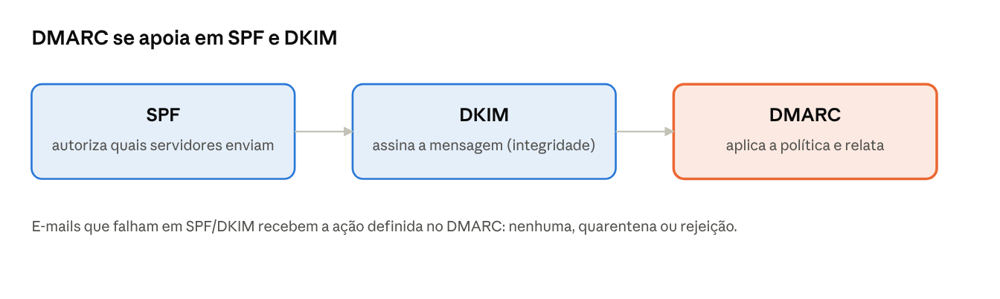 DMARC se apoia em SPF e DKIM
SPF
autoriza quais servidores enviam
DKIM
assina a mensagem (integridade)
DMARC
aplica a política e relata
E-mails que falham em SPF/DKIM recebem a ação definida no DMARC: nenhuma, quarentena ou rejeição.